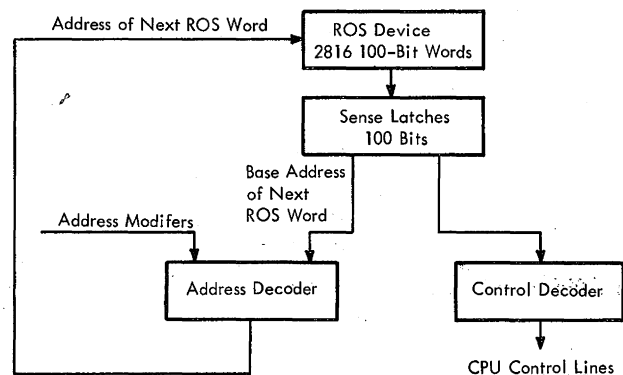 Address of Next ROS Word
ROS Device
2816 100-Bit Words
Sense Latches
100 Bits
Base Address
of Next
ROS Word
Address Modifers
Address Decoder
Control Decoder
CPU Control Lines